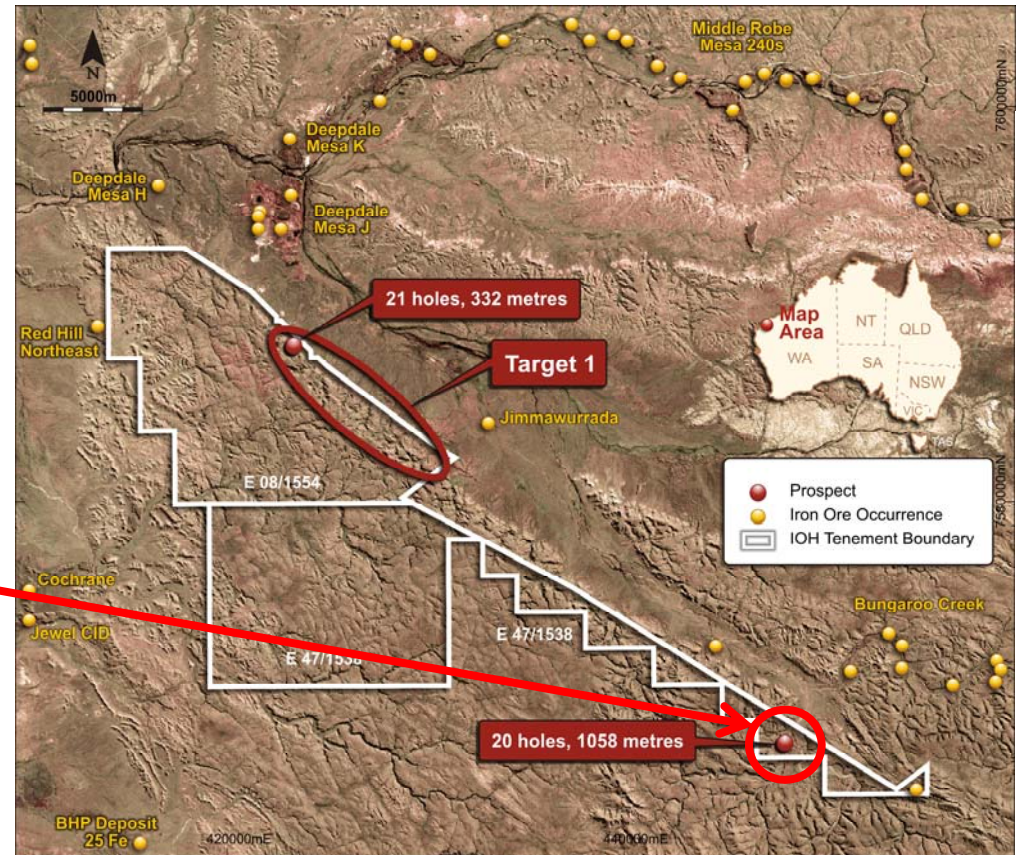 Middle Robe
Mesa 240s
N
5000m
7600000mN
Deepdale
Mesa K
Deepdale
Mesa H
Deepdale
Mesa J
21 holes, 332 metres
Map
Area
NT
QLD
WA
SA
NSW
VIC
TAS
Red Hill
Northeast
Target 1
Jimmawurrada
E 08/1554
Prospect
Iron Ore Occurrence
IOH Tenement Boundary
7580000mN
Cochrane
Jewel CID
Bungaroo Creek
E 47/1538
E 47/1538
20 holes, 1058 metres
BHP Deposit
25 Fe
420000mE
440000mE